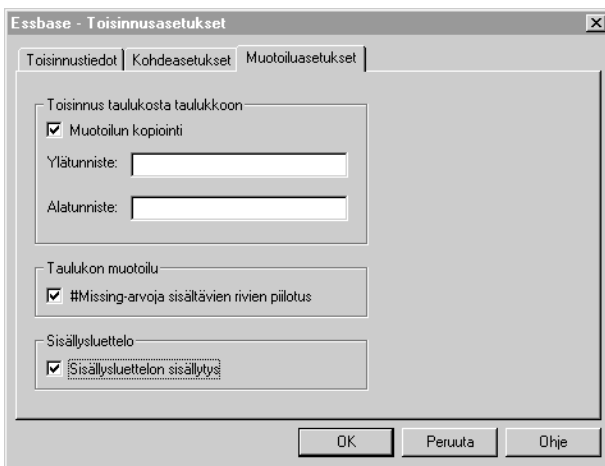 Essbase - Toisinnusasetukset
Toisinnustiedot Kohdeasetukset Muotoiluasetukset
Toisinnus taulukosta taulukkoon
Muotoilun kopiointi
Ylätunniste:
Alatunniste:
Taulukon muotoilu
#Missing-arvoja sisältävien rivien piilotus
Sisällysluettelo
Sisällysluettelon sisällytys
OK Peruuta Ohje